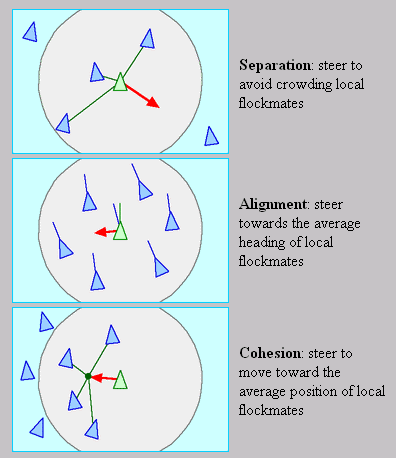 Separation: steer to
avoid crowding local
flockmates
Alignment: steer
towards the average
heading of local
flockmates
Cohesion: steer to
move toward the
average position of local
flockmates